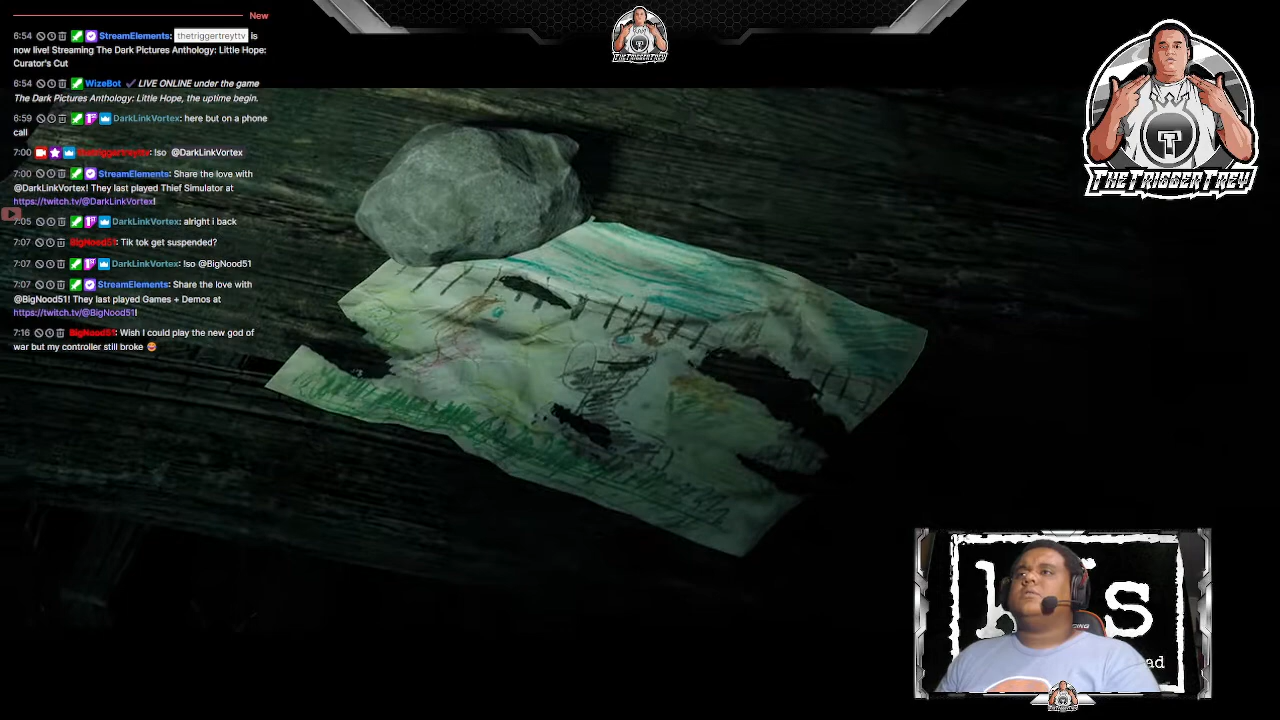 New
6:54 StreamElements: thetriggertreyttv is
now live! Streaming The Dark Pictures Anthology: Little Hope:
Curator's Cut
6:54 WizeBot LIVE ONLINE under the game
The Dark Pictures Anthology: Little Hope, the uptime begin.
6:59 DarkLinkVortex: here but on a phone
call
7:00 thetriggertreyttv: !so @DarkLinkVortex
7:00 StreamElements: Share the love with
@DarkLinkVortex! They last played Thief Simulator at
https://twitch.tv/@DarkLinkVortex!
7:05 DarkLinkVortex: alright i back
7:07 BigNood51: Tik tok get suspended?
7:07 DarkLinkVortex: !so @BigNood51
7:07 StreamElements: Share the love with
@BigNood51! They last played Games + Demos at
https://twitch.tv/@BigNood51!
7:16 BigNood51: Wish I could play the new god of
war but my controller still broke
THETRIGGERTREY
T
THETRIGGERTREY
T